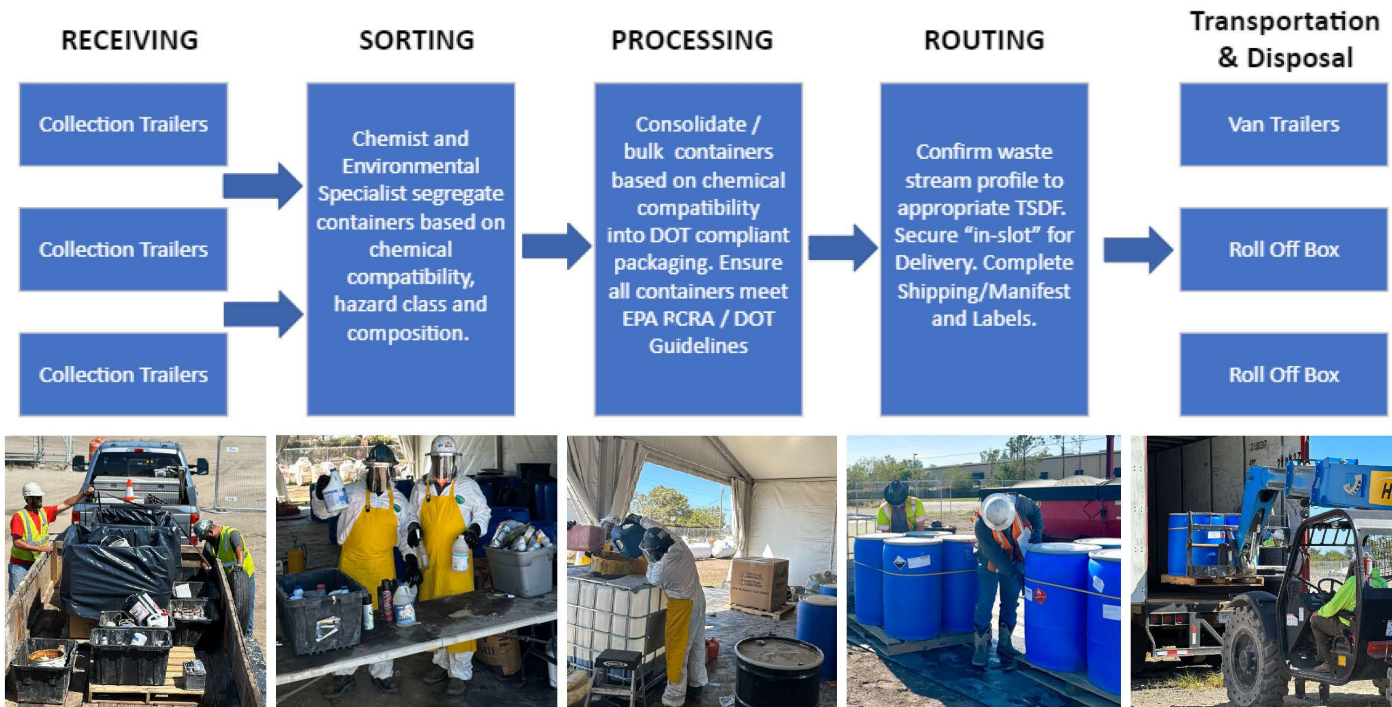 RECEIVING
SORTING
PROCESSING
ROUTING
Transportation
& Disposal
Collection Trailers
Collection Trailers
Collection Trailers
Chemist and
Environmental
Specialist segregate
containers based on
chemical
compatibility,
hazard class and
composition.
Consolidate /
bulk containers
based on chemical
compatibility
into DOT compliant
packaging. Ensure
all containers meet
EPA RCRA / DOT
Guidelines
Confirm waste
stream profile to
appropriate TSDF.
Secure “in-slot” for
Delivery. Complete
Shipping/Manifest
and Labels.
Van Trailers
Roll Off Box
Roll Off Box
H